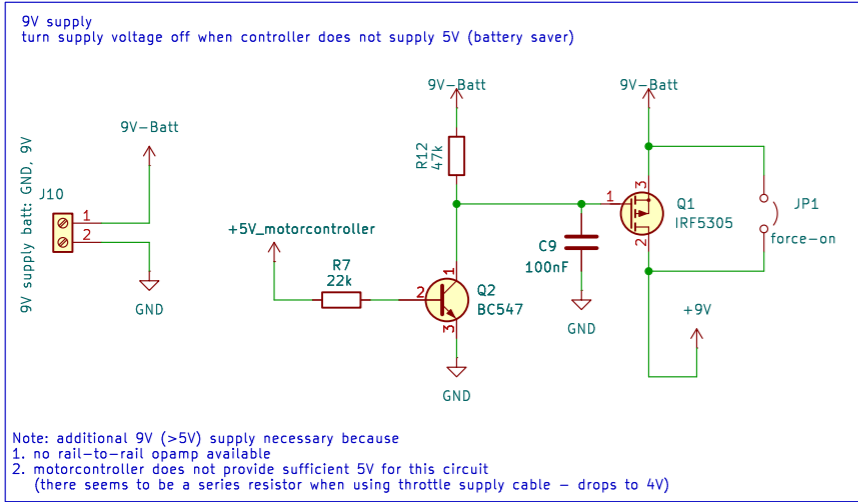 9V supply
turn supply voltage off when controller does not supply 5V (battery saver)
9V-Batt
9V-Batt
9V-Batt
R12
47k
J10
1
2
9V supply batt: GND, 9V
GND
+5V_motorcontroller
R7
22k
2
1
3
Q2
BC547
GND
C9
100nF
GND
1
3
2
Q1
IRF5305
JP1
force-on
+9V
Note: additional 9V (>5V) supply necessary because
1. no rail-to-rail opamp available
2. motorcontroller does not provide sufficient 5V for this circuit
(there seems to be a series resistor when using throttle supply cable - drops to 4V)